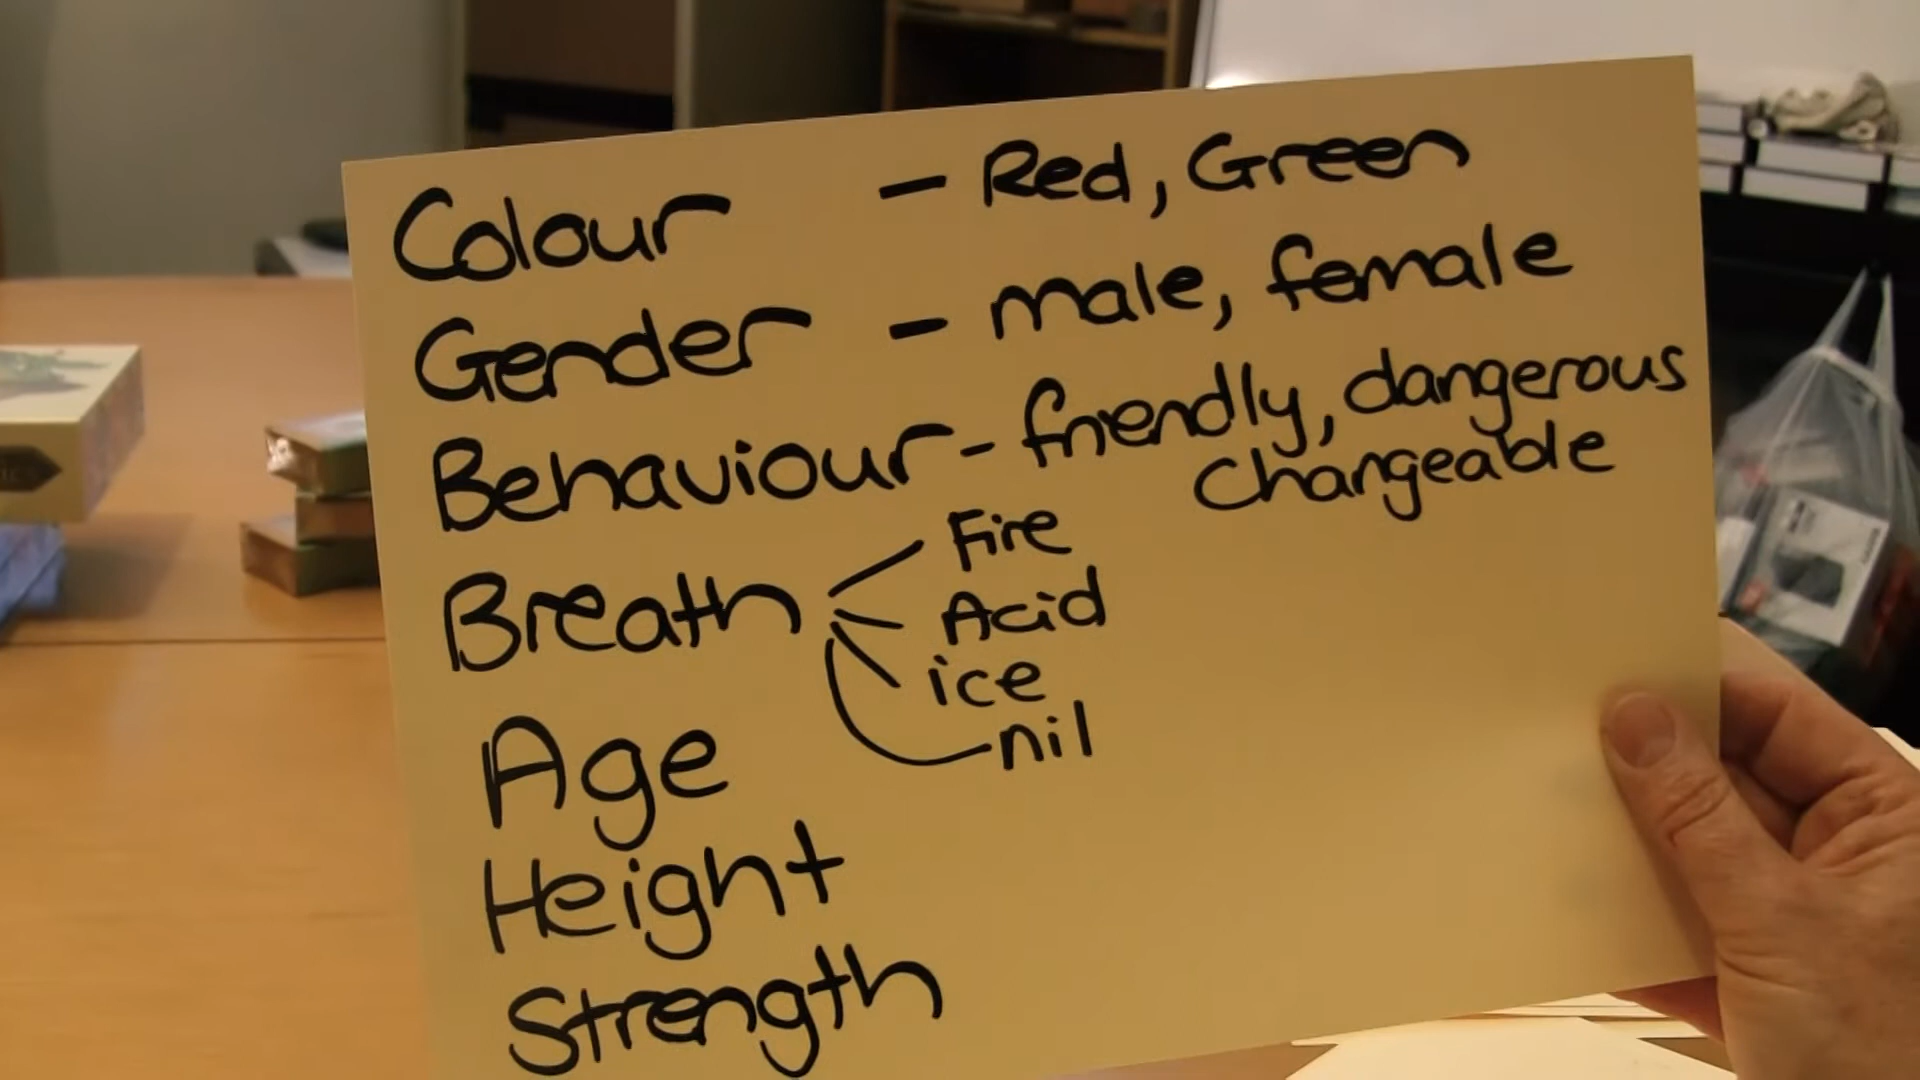 Colour - Red, Green
Gender - male, female
Behaviour - friendly, dangerous
changeable
Breath Fire
Acid
ice
nil
Age
Height
Strength